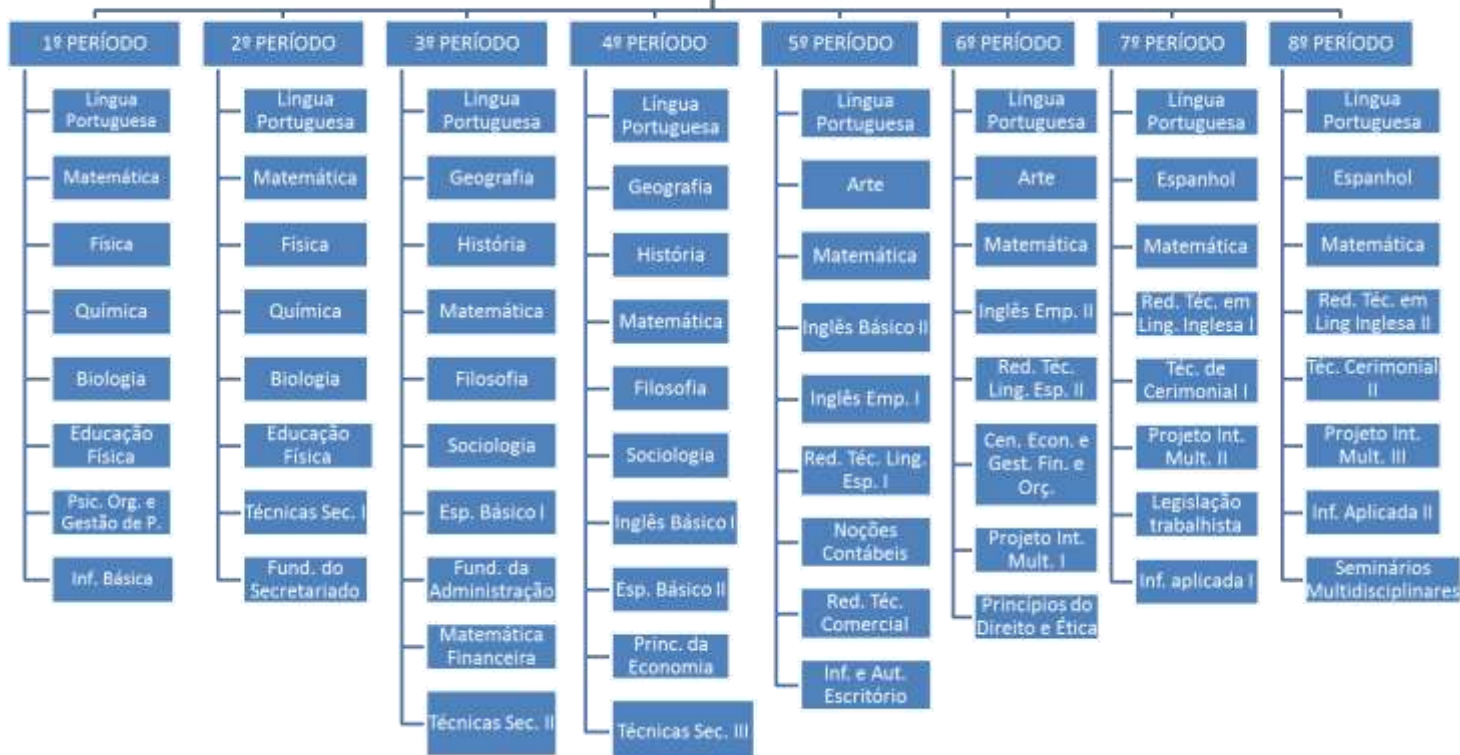 1º PERÍODO
Língua
Portuguesa
Matemática
Física
Química
Biologia
Educação
Física
Psic. Org. e
Gestão de P.
Inf. Básica
2º PERÍODO
Língua
Portuguesa
Matemática
Física
Química
Biologia
Educação
Física
Técnicas Sec. I
Fund. do
Secretariado
3º PERÍODO
Língua
Portuguesa
Geografia
História
Matemática
Filosofia
Sociologia
Esp. Básico I
Fund. da
Administração
Matemática
Financeira
Técnicas Sec. II
4º PERÍODO
Língua
Portuguesa
Geografia
História
Matemática
Filosofia
Sociologia
Inglês Básico I
Esp. Básico II
Princ. da
Economia
Técnicas Sec. III
5º PERÍODO
Língua
Portuguesa
Arte
Matemática
Inglês Básico II
Inglês Emp. I
Red. Téc. Ling.
Esp. I
Noções
Contábeis
Red. Téc.
Comercial
Inf. e Aut.
Escritório
6º PERÍODO
Língua
Portuguesa
Arte
Matemática
Inglês Emp. II
Red. Téc.
Ling. Esp. II
Cen. Econ. e
Gest. Fin. e
Orç.
Projeto Int.
Mult. I
Princípios do
Direito e Ética
7º PERÍODO
Língua
Portuguesa
Espanhol
Matemática
Red. Téc. em
Ling. Inglesa I
Téc. de
Cerimonial I
Projeto Int.
Mult. II
Legislação
trabalhista
Inf. aplicada I
8º PERÍODO
Língua
Portuguesa
Espanhol
Matemática
Red. Téc. em
Ling Inglesa II
Téc. Cerimonial
II
Projeto Int.
Mult. III
Inf. Aplicada II
Seminários
Multidisciplinares